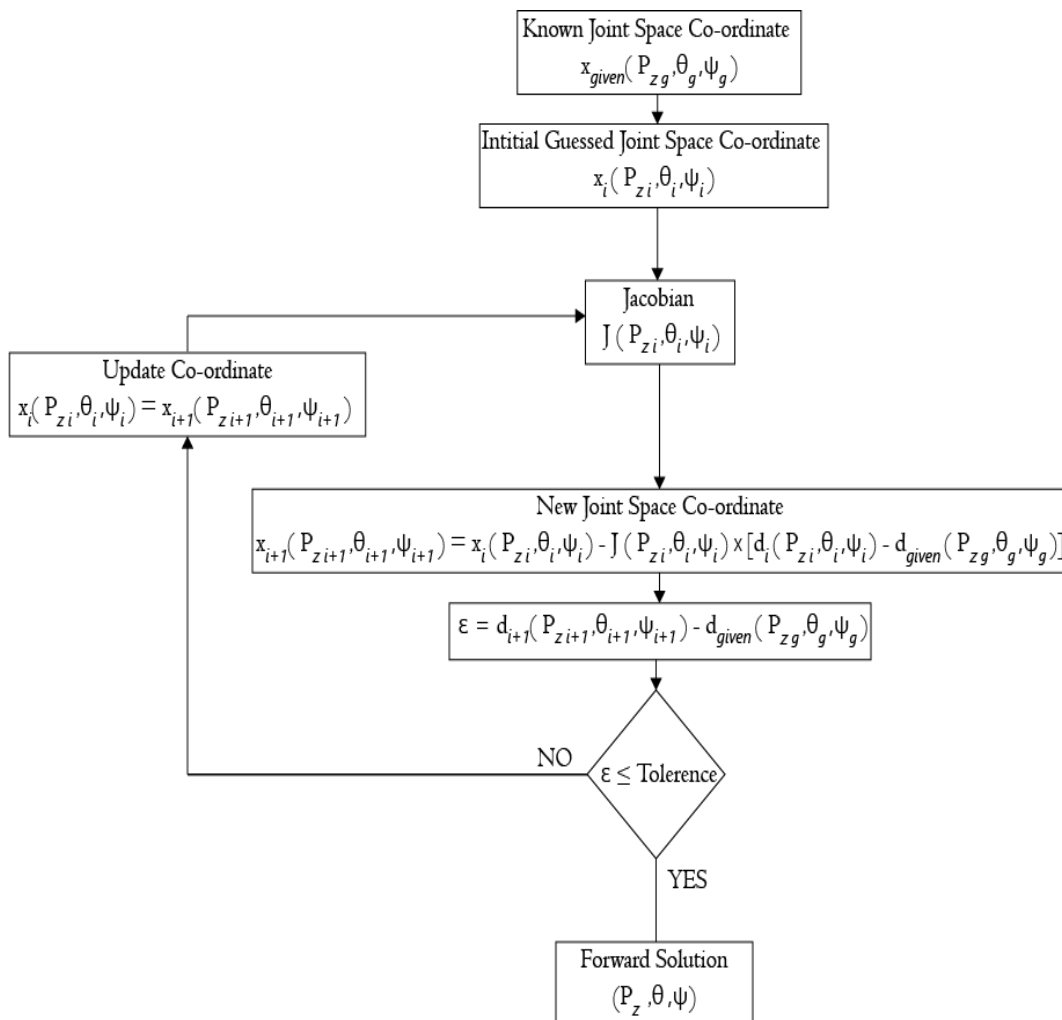 Known Joint Space Co-ordinate
x_given(P_zg,θ_g,ψ_g)
Intitial Guessed Joint Space Co-ordinate
x_i(P_zi,θ_i,ψ_i)
Jacobian
J(P_zi,θ_i,ψ_i)
Update Co-ordinate
x_i(P_zi,θ_i,ψ_i) = x_i+1(P_zi+1,θ_i+1,ψ_i+1)
New Joint Space Co-ordinate
x_i+1(P_zi+1,θ_i+1,ψ_i+1) = x_i(P_zi,θ_i,ψ_i) - J(P_zi,θ_i,ψ_i) × [d_i(P_zi,θ_i,ψ_i) - d_given(P_zg,θ_g,ψ_g)]
ε = d_i+1(P_zi+1,θ_i+1,ψ_i+1) - d_given(P_zg,θ_g,ψ_g)
NO
ε ≤ Tolerence
YES
Forward Solution
(P_z,θ,ψ)